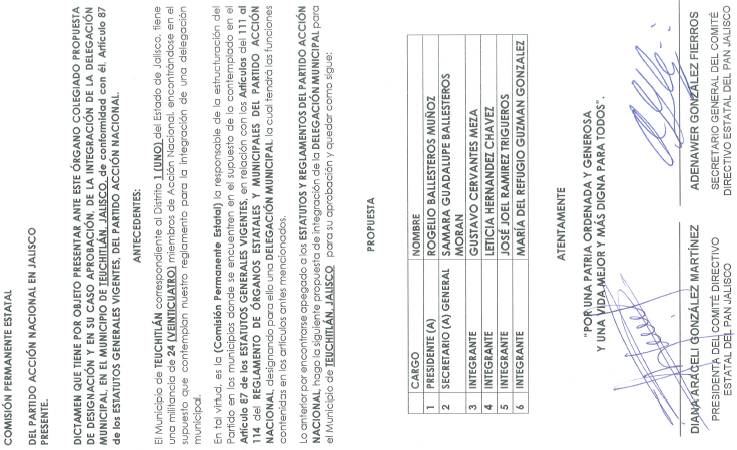 COMISIÓN PERMANENTE ESTATAL
DEL PARTIDO ACCIÓN NACIONAL EN JALISCO
PRESENTE.
DICTAMEN QUE TIENE POR OBJETO PRESENTAR ANTE ESTE ÓRGANO COLEGIADO PROPUESTA
DE DESIGNACIÓN Y EN SU CASO APROBACIÓN, DE LA INTEGRACIÓN DE LA DELEGACIÓN
MUNICIPAL, EN EL MUNICIPIO DE TEUCHITLÁN, JALISCO, de conformidad con él, Artículo 87
de los ESTATUTOS GENERALES VIGENTES, DEL PARTIDO ACCIÓN NACIONAL.
ANTECEDENTES:
El Municipio de TEUCHITLÁN correspondiente al Distrito 1 (UNO) del Estado de Jalisco, tiene
una militancia de 24 (VEINTICUATRO) miembros de Acción Nacional, encontrándose en el
supuesto que contemplan nuestro reglamento para la integración de una delegación
municipal.
En tal virtud, es la (Comisión Permanente Estatal) la responsable de la estructuración del
Partido en los municipios donde se encuentren en el supuesto de lo contemplado en el
Artículo 87 de los ESTATUTOS GENERALES VIGENTES, en relación con los Artículos del 111 al
114 del REGLAMENTO DE ÓRGANOS ESTATALES Y MUNICIPALES DEL PARTIDO ACCIÓN
NACIONAL, designando para ello una DELEGACIÓN MUNICIPAL, la cual tendrá las funciones
contenidas en los artículos antes mencionados.
Lo anterior por encontrarse apegado a los ESTATUTOS Y REGLAMENTOS DEL PARTIDO ACCIÓN
NACIONAL, hago la siguiente propuesta de integración de la DELEGACIÓN MUNICIPAL para
el Municipio de TEUCHITLÁN, JALISCO para su aprobación y quedar como sigue:
PROPUESTA
CARGO NOMBRE
1 PRESIDENTE (A) ROGELIO BALLESTEROS MUÑOZ
2 SECRETARIO (A) GENERAL SAMARA GUADALUPE BALLESTEROS
MORAN
3 INTEGRANTE GUSTAVO CERVANTES MEZA
4 INTEGRANTE LETICIA HERNANDEZ CHAVEZ
5 INTEGRANTE JOSÉ JOEL RAMIREZ TRIGUEROS
6 INTEGRANTE MARÍA DEL REFUGIO GUZMAN GONZALEZ
ATENTAMENTE
"POR UNA PATRIA ORDENADA Y GENEROSA
Y UNA VIDA MEJOR Y MÁS DIGNA PARA TODOS".
DIANA ARACELI GONZÁLEZ MARTÍNEZ
PRESIDENTA DEL COMITÉ DIRECTIVO
ESTATAL DEL PAN JALISCO
ADENAWER GONZÁLEZ FIERROS
SECRETARIO GENERAL DEL COMITÉ
SECRETARIO ESTATAL DEL PAN JALISCO